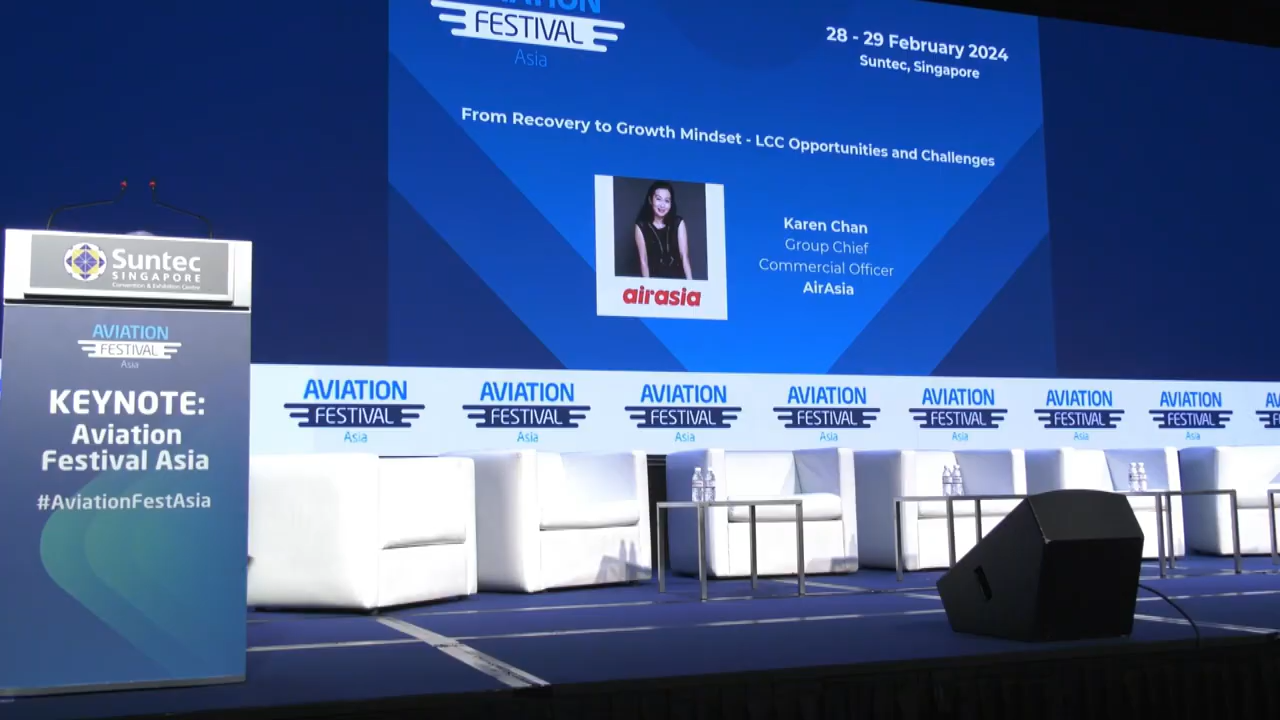 AVIATION
FESTIVAL
Asia
28 - 29 February 2024
Suntec, Singapore
From Recovery to Growth Mindset - LCC Opportunities and Challenges
Karen Chan
Group Chief
Commercial Officer
AirAsia
airasia
Suntec
SINGAPORE
Convention & Exhibition Centre
AVIATION
FESTIVAL
Asia
KEYNOTE:
Aviation
Festival Asia
#AviationFestAsia
AVIATION
FESTIVAL
Asia
AVIATION
FESTIVAL
Asia
AVIATION
FESTIVAL
Asia
AVIATION
FESTIVAL
Asia
AVIATION
FESTIVAL
Asia
AVIATION
FESTIVAL
Asia
AVIATION
FESTIVAL
Asia
AV
FES